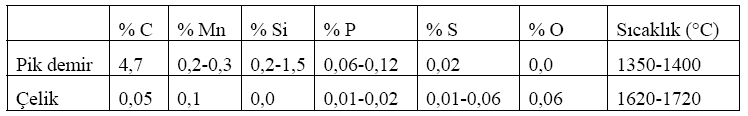 % C % Mn % Si % P % S % O Sıcaklık (°C)
Pik demir 4,7 0,2-0,3 0,2-1,5 0,06-0,12 0,02 0,0 1350-1400
Çelik 0,05 0,1 0,0 0,01-0,02 0,01-0,06 0,06 1620-1720